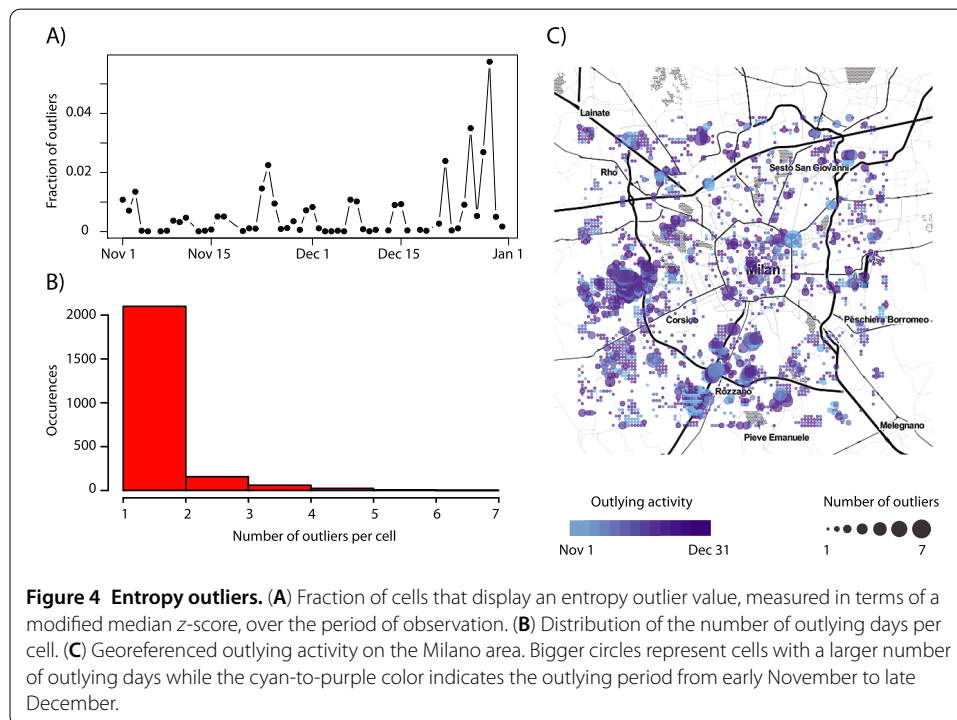 A)
Fraction of outliers
0.04
0.02
0
Nov 1
Nov 15
Dec 1
Dec 15
Jan 1
B)
Occurences
2000
1500
1000
500
0
1
2
3
4
5
6
7
Number of outliers per cell
C)
Lainate
Rho
Sesto San Giovanni
Milan
Corsico
Peschiera Borromeo
Rozzano
Melegnano
Pieve Emanuele
Outlying activity
Nov 1
Dec 31
Number of outliers
1
7
Figure 4 Entropy outliers. (A) Fraction of cells that display an entropy outlier value, measured in terms of a
modified median z-score, over the period of observation. (B) Distribution of the number of outlying days per
cell. (C) Georeferenced outlying activity on the Milano area. Bigger circles represent cells with a larger number
of outlying days while the cyan-to-purple color indicates the outlying period from early November to late
December.